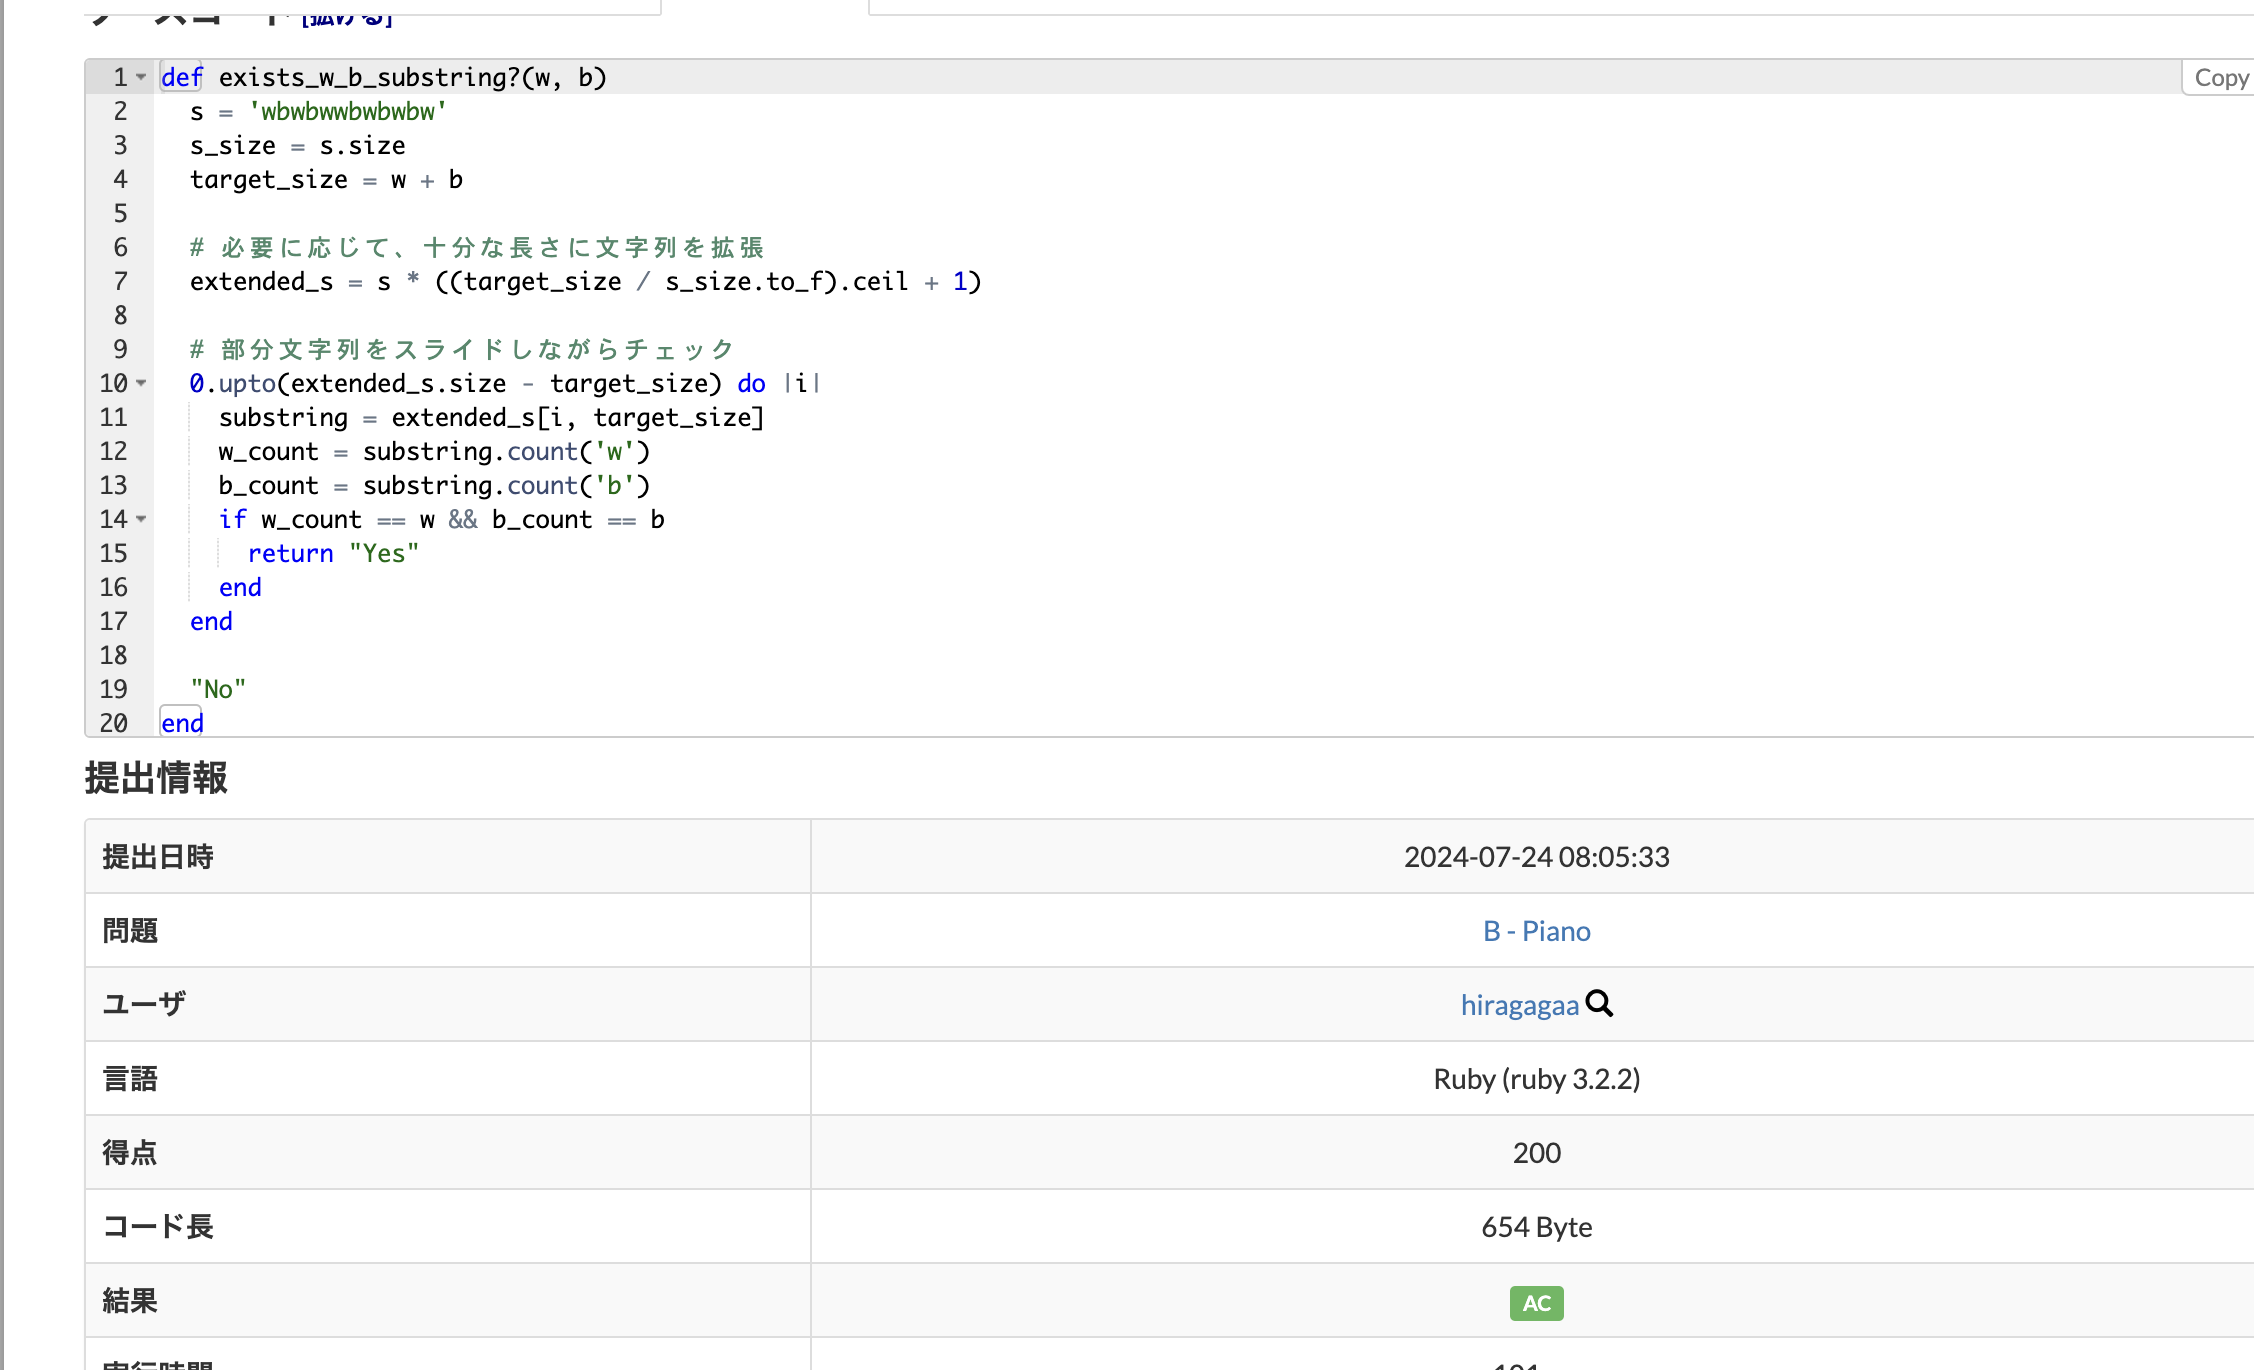 [拡げる]
Copy
1 def exists_w_b_substring?(w, b)
2 s = 'wbwbwwbwbwbw'
3 s_size = s.size
4 target_size = w + b
5
6 # 必要に応じて、十分な長さに文字列を拡張
7 extended_s = s * ((target_size / s_size.to_f).ceil + 1)
8
9 # 部分文字列をスライドしながらチェック
10 0.upto(extended_s.size - target_size) do |i|
11 substring = extended_s[i, target_size]
12 w_count = substring.count('w')
13 b_count = substring.count('b')
14 if w_count == w && b_count == b
15 return "Yes"
16 end
17 end
18
19 "No"
20 end
提出情報
提出日時 2024-07-24 08:05:33
問題 B - Piano
ユーザ hiragagaa
言語 Ruby (ruby 3.2.2)
得点 200
コード長 654 Byte
結果 AC